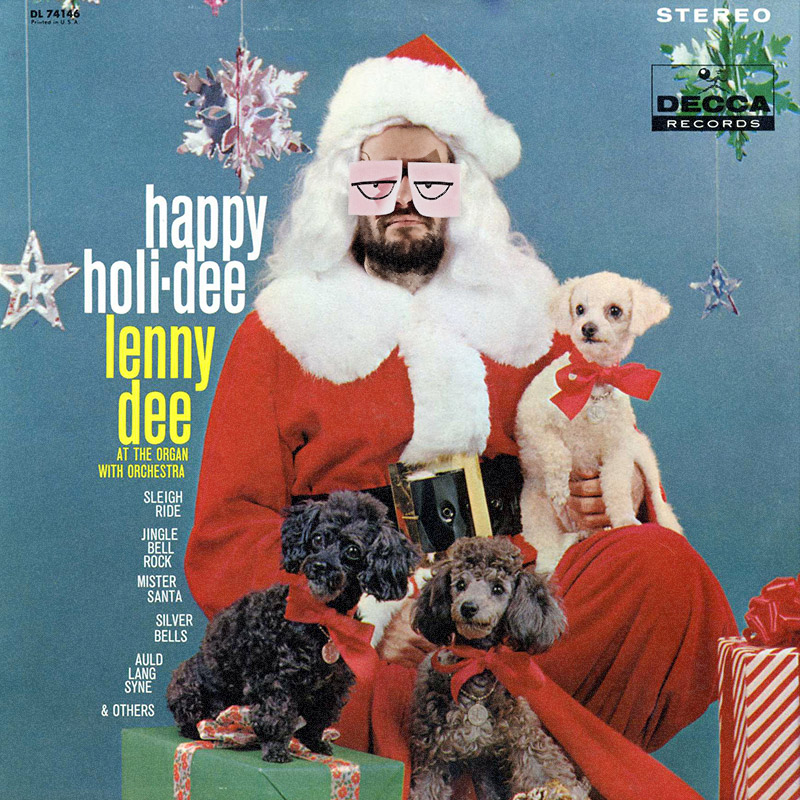 DL 74146
Printed in U.S.A.
STEREO
DECCA
RECORDS
happy
holi-dee
lenny
dee
AT THE ORGAN
WITH ORCHESTRA
SLEIGH
RIDE
JINGLE
BELL
ROCK
MISTER
SANTA
SILVER
BELLS
AULD
LANG
SYNE
& OTHERS